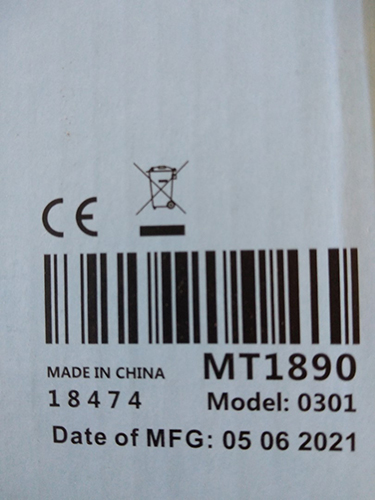 CE
MADE IN CHINA
MT1890
18474
Model: 0301
Date of MFG: 05 06 2021